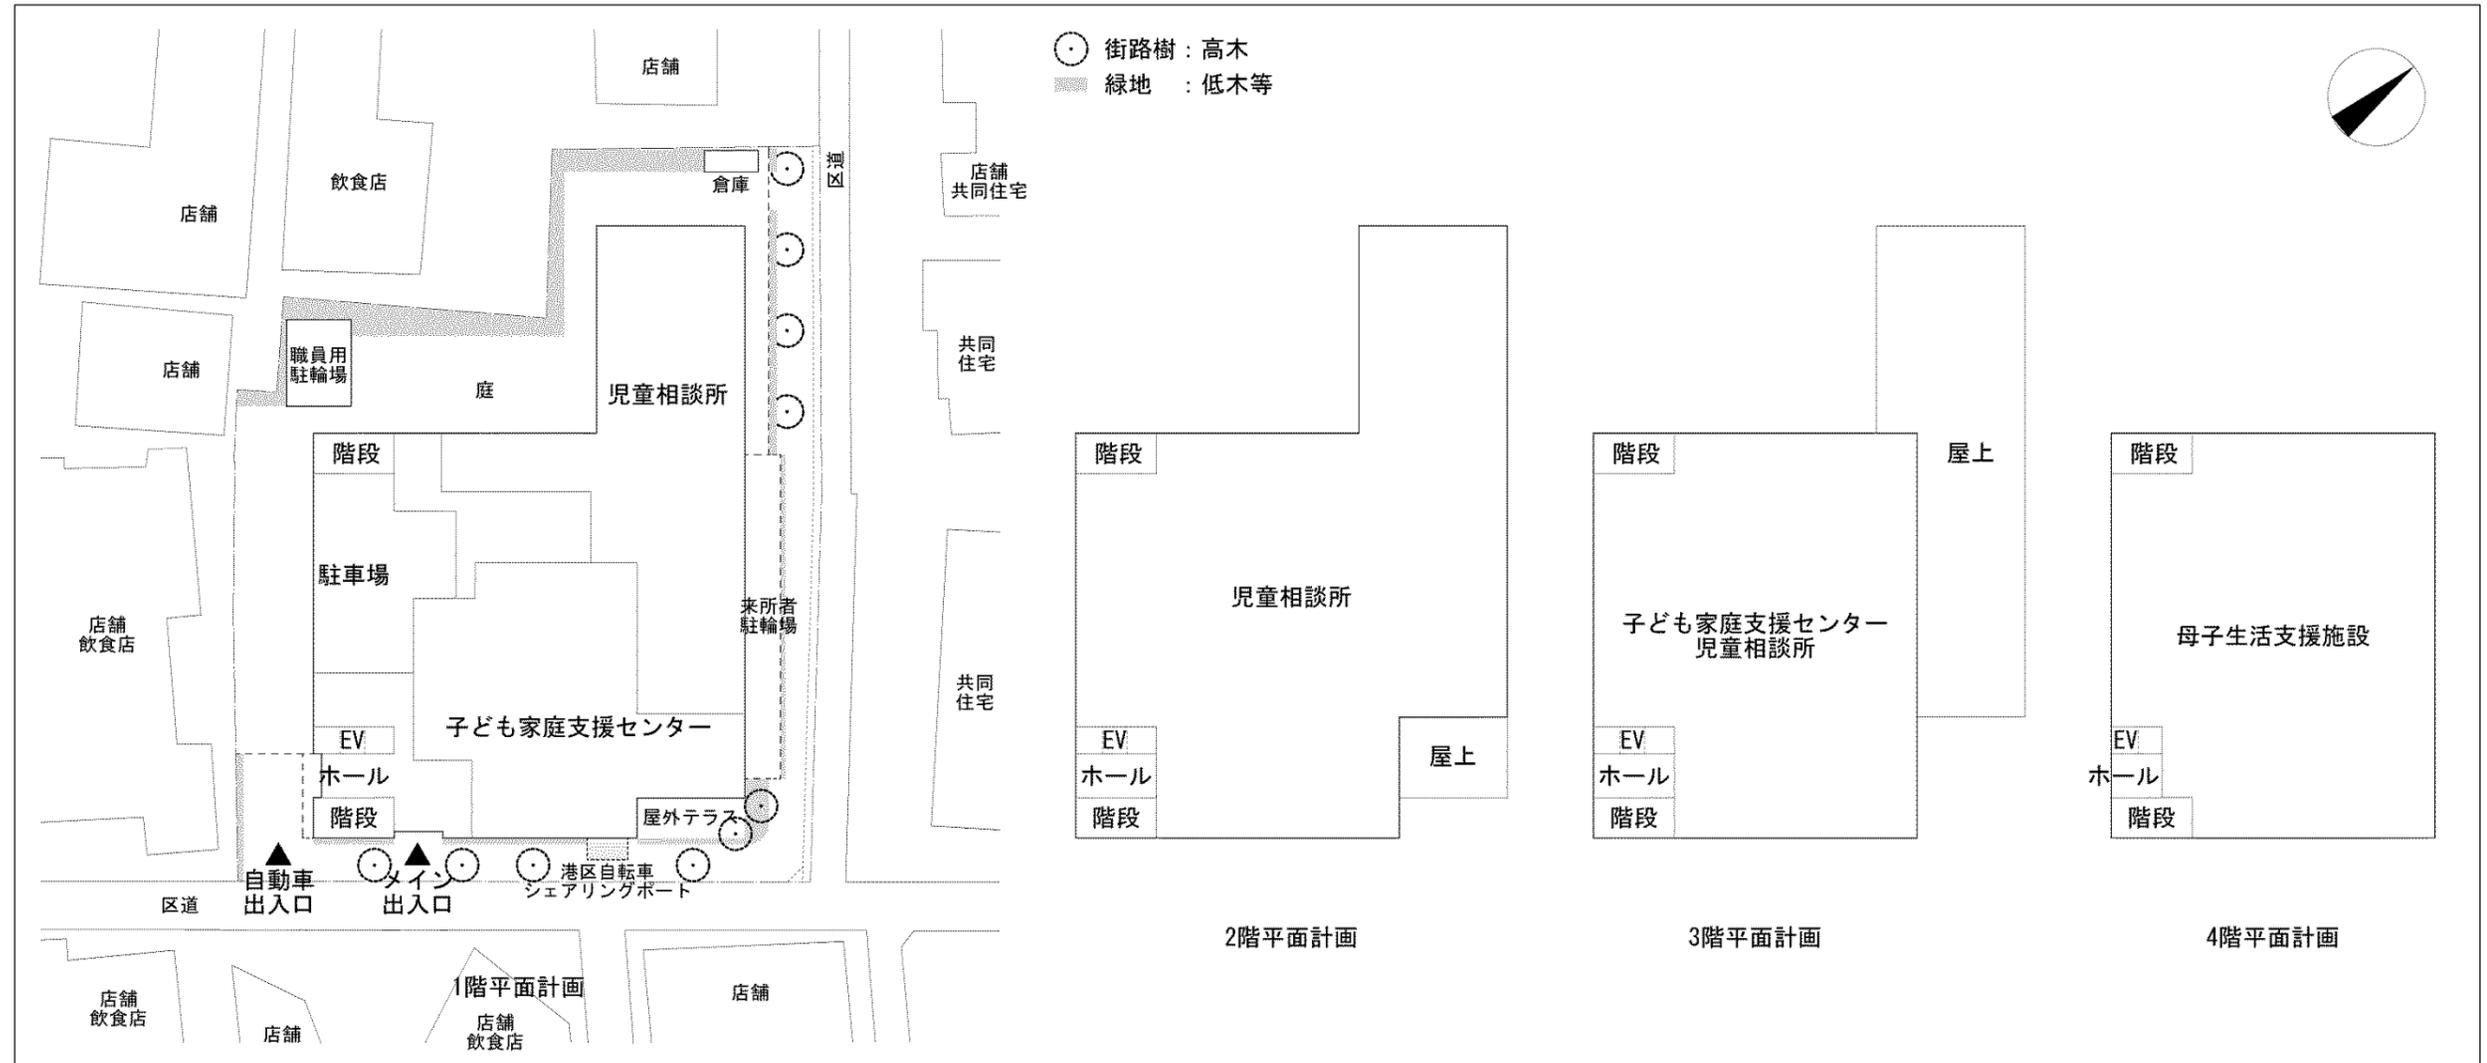 街路樹：高木
緑地　：低木等
店舗
飲食店
店舗
倉庫
区道
店舗
共同住宅
職員用
駐輪場
店舗
庭
児童相談所
共同
住宅
階段
駐車場
来所者
駐輪場
店舗
飲食店
共同
住宅
子ども家庭支援センター
EV
ホール
階段
屋外テラス
自動車
出入口
メイン
出入口
港区自転車
シェアリングポート
区道
1階平面計画
店舗
飲食店
店舗
店舗
飲食店
店舗
階段
児童相談所
EV
ホール
階段
屋上
2階平面計画
階段
屋上
子ども家庭支援センター
児童相談所
EV
ホール
階段
3階平面計画
階段
母子生活支援施設
EV
ホール
階段
4階平面計画